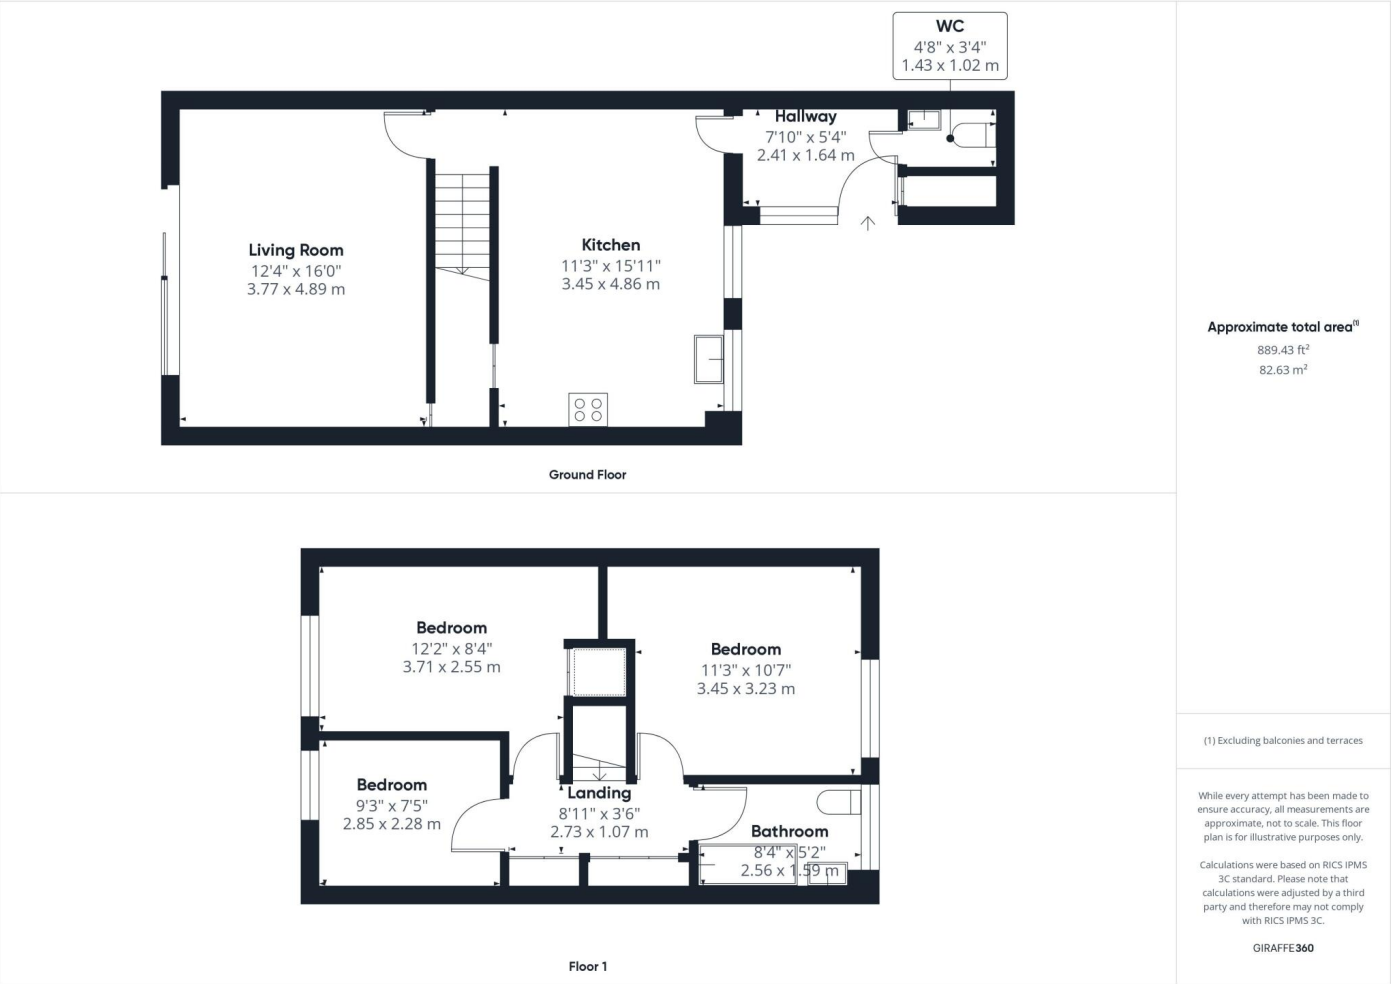 WC
4'8" x 3'4"
1.43 x 1.02 m
Hallway
7'10" x 5'4"
2.41 x 1.64 m
Living Room
12'4" x 16'0"
3.77 x 4.89 m
Kitchen
11'3" x 15'11"
3.45 x 4.86 m
Ground Floor
Bedroom
12'2" x 8'4"
3.71 x 2.55 m
Bedroom
11'3" x 10'7"
3.45 x 3.23 m
Bedroom
9'3" x 7'5"
2.85 x 2.28 m
Landing
8'11" x 3'6"
2.73 x 1.07 m
Bathroom
8'4" x 5'2"
2.56 x 1.59 m
Floor 1
Approximate total area(1)
889.43 ft²
82.63 m²
(1) Excluding balconies and terraces
While every attempt has been made to
ensure accuracy, all measurements are
approximate, not to scale. This floor
plan is for illustrative purposes only.
Calculations were based on RICS IPMS
3C standard. Please note that
calculations were adjusted by a third
party and therefore may not comply
with RICS IPMS 3C.
GIRAFFE360